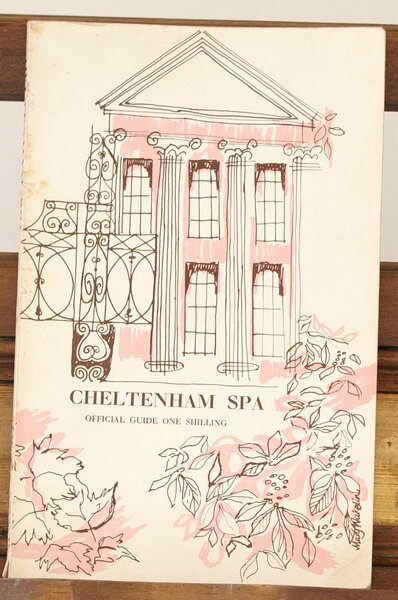 CHELTENHAM SPA
OFFICIAL GUIDE ONE SHILLING